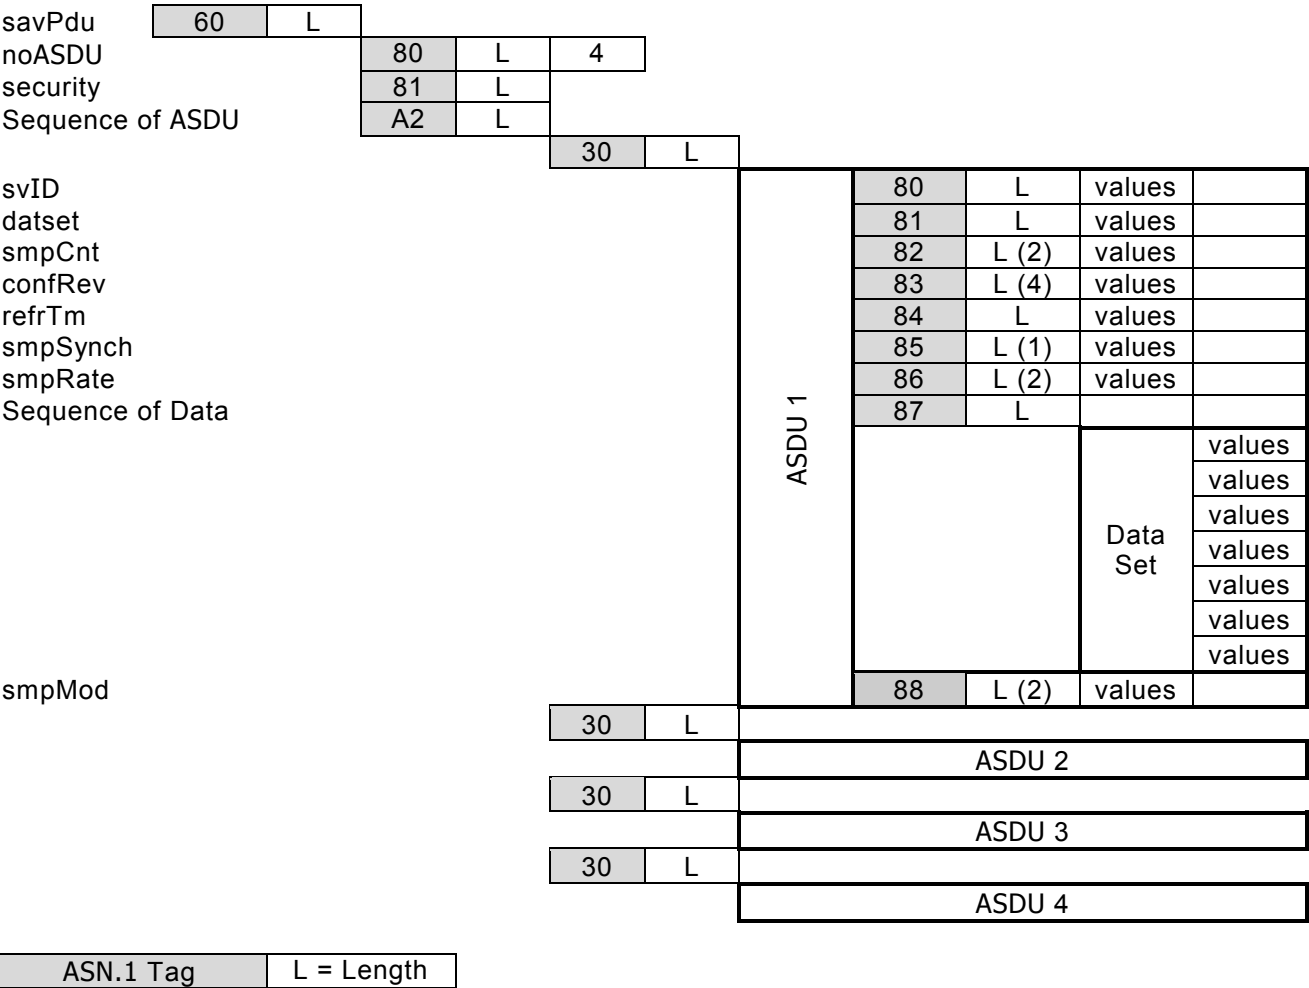 savPdu 60 L
noASDU 80 L 4
security 81 L
Sequence of ASDU A2 L
30 L
svID 80 L values
datset 81 L values
smpCnt 82 L (2) values
confRev 83 L (4) values
refrTm 84 L values
smpSynch 85 L (1) values
smpRate 86 L (2) values
Sequence of Data 87 L
ASDU 1
Data
Set
values
values
values
values
values
values
values
smpMod 88 L (2) values
30 L
ASDU 2
30 L
ASDU 3
30 L
ASDU 4
ASN.1 Tag L = Length